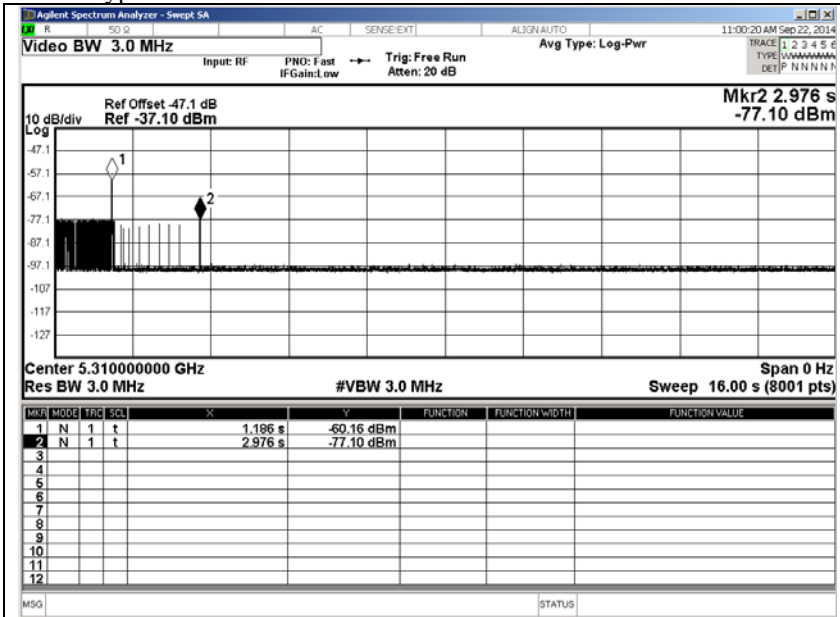 Agilent Spectrum Analyzer - Swept SA
R 50 Ω AC SENSE:EXT ALIGN AUTO 11:00:20 AM Sep 22, 2014
Video BW 3.0 MHz
Avg Type: Log-Pwr
TRACE 1 2 3 4 5 6
TYPE
DET P N N N N
Input: RF
PNO: Fast
IFGain:Low
Trig: Free Run
Atten: 20 dB
Mkr2 2.976 s
-77.10 dBm
Ref Offset -47.1 dB
10 dB/div Ref -37.10 dBm
Log
-47.1
-57.1
-67.1
-77.1
-87.1
-97.1
-107
-117
-127
1
2
Center 5.310000000 GHz Span 0 Hz
Res BW 3.0 MHz #VBW 3.0 MHz Sweep 16.00 s (8001 pts)
MKR MODE TRC SCL X Y FUNCTION FUNCTION WIDTH FUNCTION VALUE
1 N 1 t 1.186 s -60.16 dBm
2 N 1 t 2.976 s -77.10 dBm
3
4
5
6
7
8
9
10
11
12
MSG STATUS